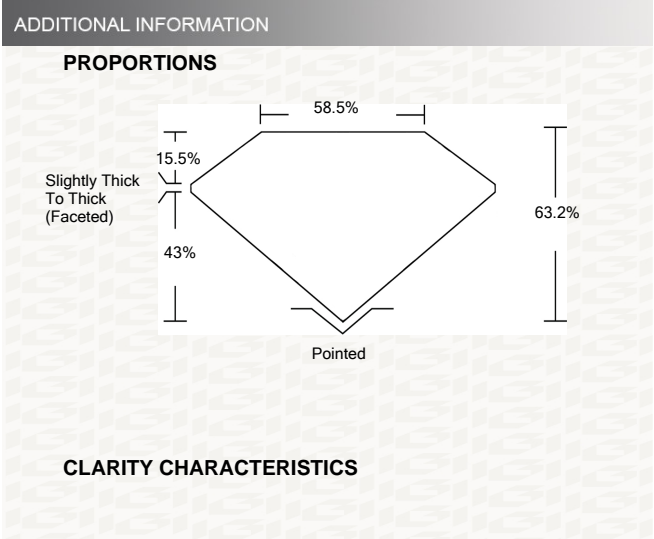 ADDITIONAL INFORMATION
PROPORTIONS
58.5%
15.5%
Slightly Thick
To Thick
(Faceted)
63.2%
43%
Pointed
CLARITY CHARACTERISTICS